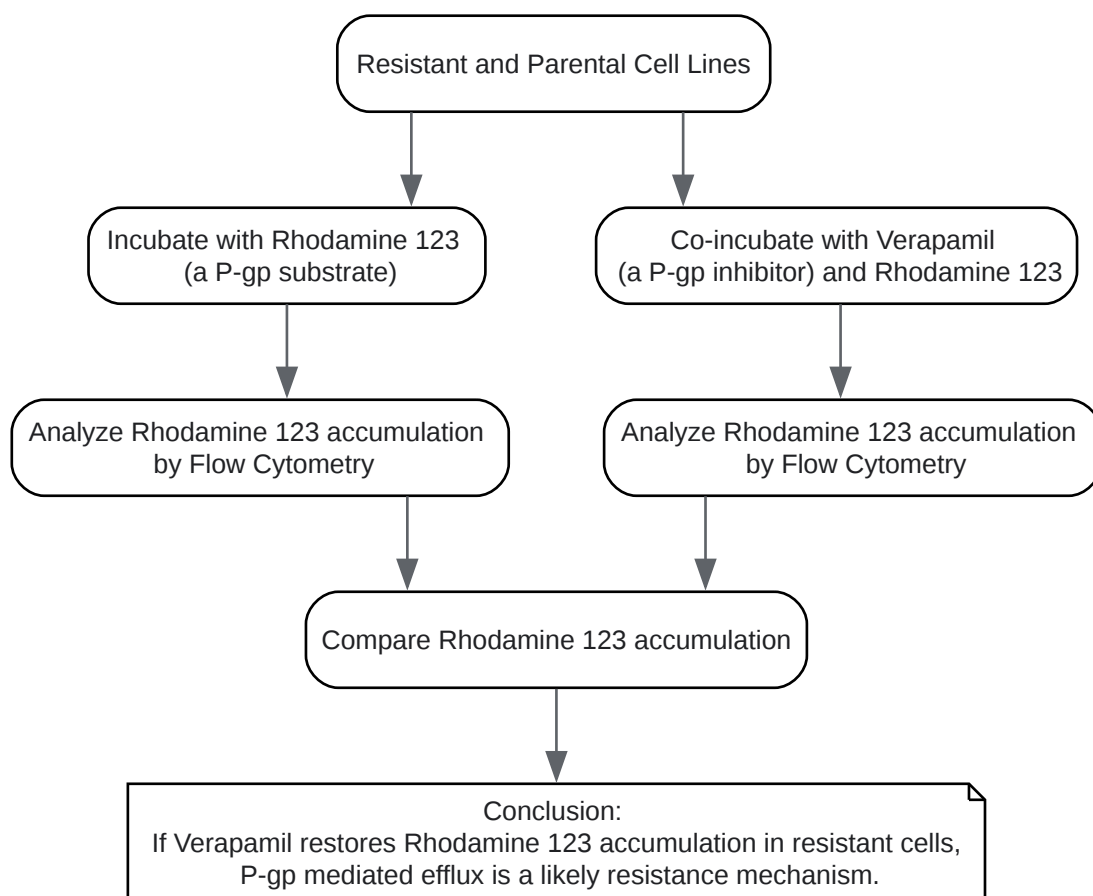 Resistant and Parental Cell Lines
Incubate with Rhodamine 123
(a P-gp substrate)
Co-incubate with Verapamil
(a P-gp inhibitor) and Rhodamine 123
Analyze Rhodamine 123 accumulation
by Flow Cytometry
Analyze Rhodamine 123 accumulation
by Flow Cytometry
Compare Rhodamine 123 accumulation
Conclusion:
If Verapamil restores Rhodamine 123 accumulation in resistant cells,
P-gp mediated efflux is a likely resistance mechanism.